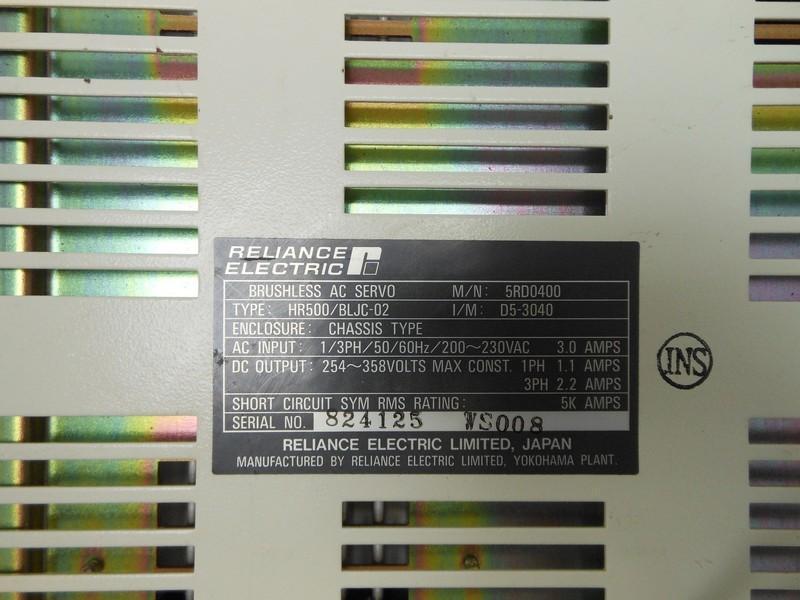 RELIANCE
ELECTRIC
BRUSHLESS AC SERVO M/N: 5RD0400
TYPE: HR500/BLJC-02 I/M: D5-3040
ENCLOSURE: CHASSIS TYPE
AC INPUT: 1/3PH/50/60Hz/200~230VAC 3.0 AMPS
DC OUTPUT: 254~358VOLTS MAX CONST. 1PH 1.1 AMPS
3PH 2.2 AMPS
SHORT CIRCUIT SYM RMS RATING: 5K AMPS
SERIAL NO. 824125 WS008
RELIANCE ELECTRIC LIMITED, JAPAN
MANUFACTURED BY RELIANCE ELECTRIC LIMITED, YOKOHAMA PLANT.
INS